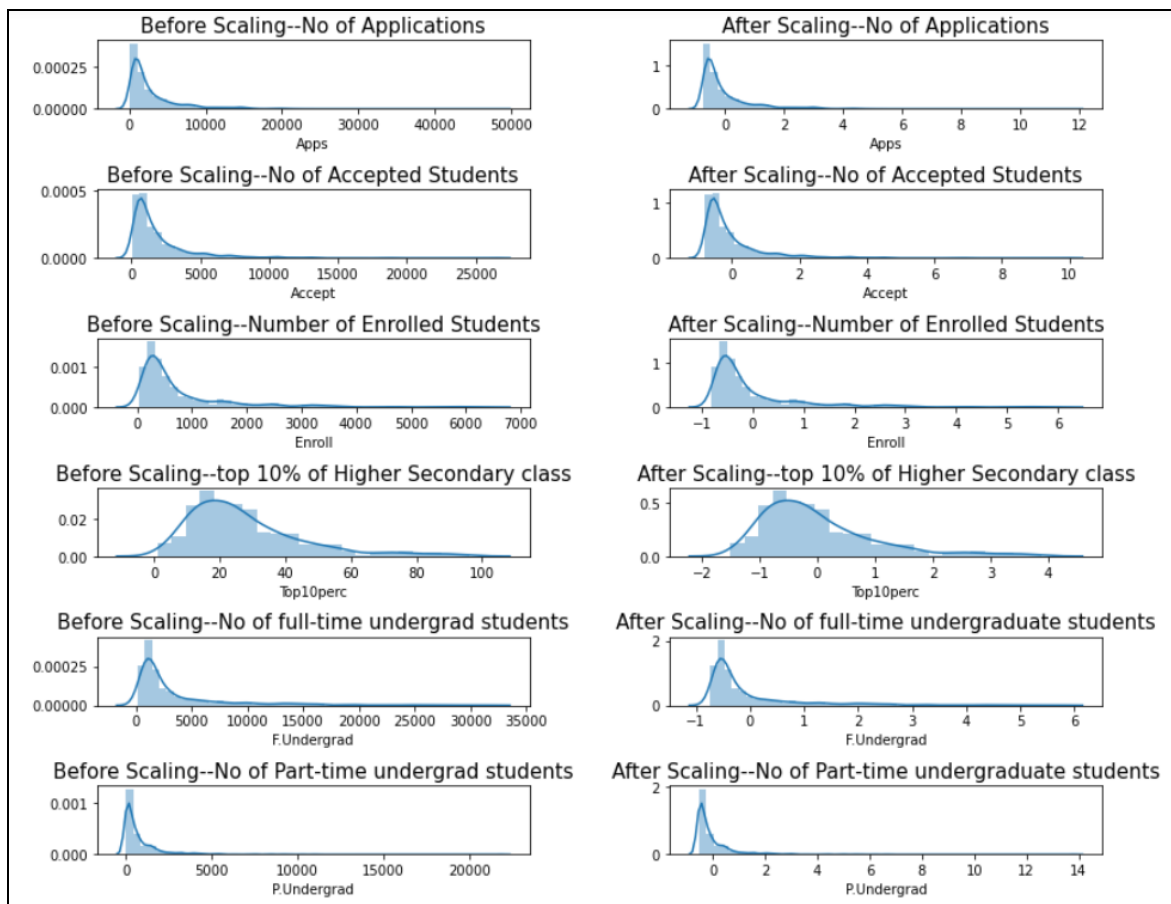 Before Scaling--No of Applications
0.00025
0.00000
0 10000 20000 30000 40000 50000
Apps
After Scaling--No of Applications
1
0
0 2 4 6 8 10 12
Apps
Before Scaling--No of Accepted Students
0.0005
0.0000
0 5000 10000 15000 20000 25000
Accept
After Scaling--No of Accepted Students
1
0
0 2 4 6 8 10
Accept
Before Scaling--Number of Enrolled Students
0.001
0.000
0 1000 2000 3000 4000 5000 6000 7000
Enroll
After Scaling--Number of Enrolled Students
1
0
−1 0 1 2 3 4 5 6
Enroll
Before Scaling--top 10% of Higher Secondary class
0.02
0.00
0 20 40 60 80 100
Top10perc
After Scaling--top 10% of Higher Secondary class
0.5
0.0
−2 −1 0 1 2 3 4
Top10perc
Before Scaling--No of full-time undergrad students
0.00025
0.00000
0 5000 10000 15000 20000 25000 30000 35000
F.Undergrad
After Scaling--No of full-time undergraduate students
2
0
−1 0 1 2 3 4 5 6
F.Undergrad
Before Scaling--No of Part-time undergrad students
0.001
0.000
0 5000 10000 15000 20000
P.Undergrad
After Scaling--No of Part-time undergraduate students
2
0
0 2 4 6 8 10 12 14
P.Undergrad